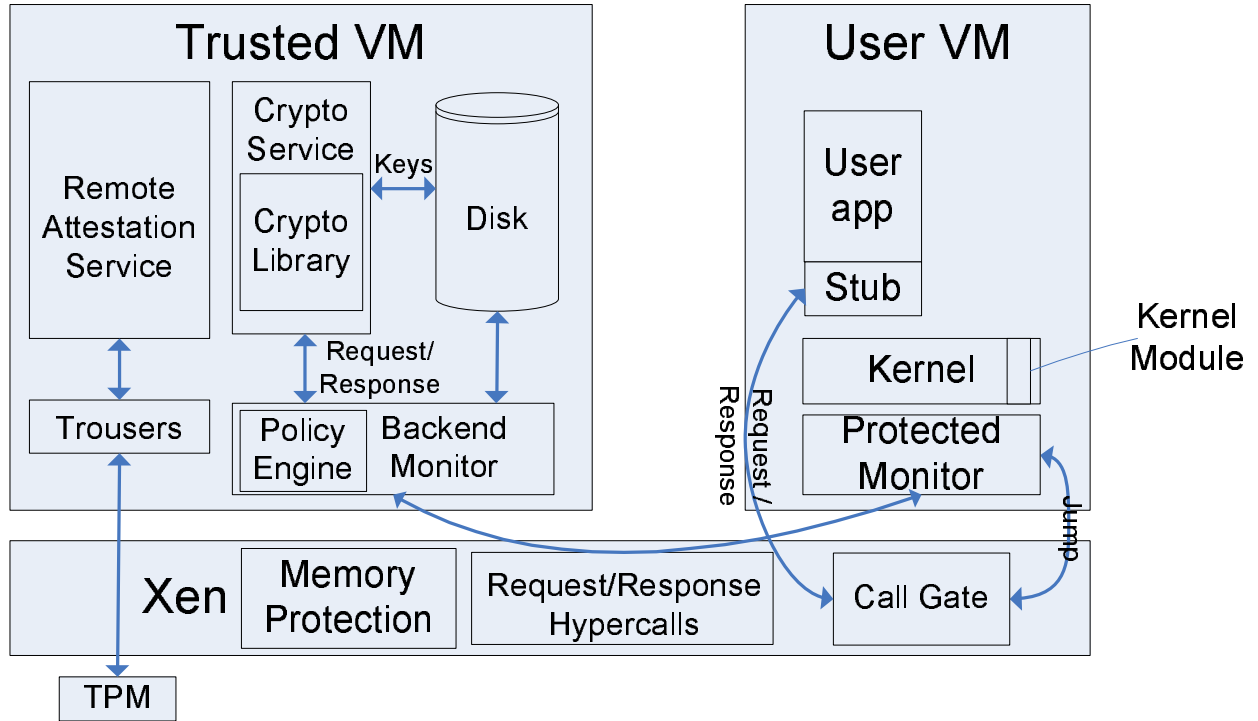 Trusted VM
Remote
Attestation
Service
Crypto
Service
Crypto
Library
Keys
Disk
Request/
Response
Trousers
Policy
Engine
Backend
Monitor
User VM
User
app
Stub
Kernel
Kernel
Module
Protected
Monitor
Request /
Response
Jump
Xen
Memory
Protection
Request/Response
Hypercalls
Call Gate
TPM